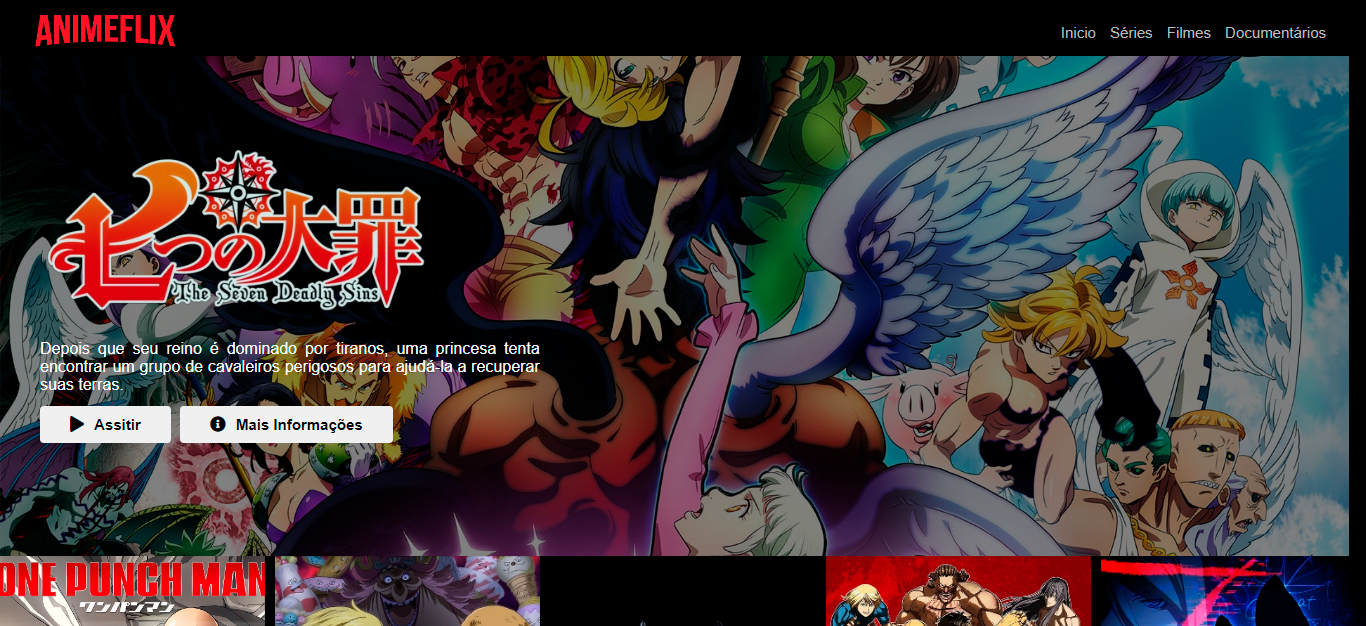 ANIMEFLIX
Inicio Séries Filmes Documentários
七つの大罪
The Seven Deadly Sins
Depois que seu reino é dominado por tiranos, uma princesa tenta
encontrar um grupo de cavaleiros perigosos para ajudá-la a recuperar
suas terras.
Assitir
Mais Informações
ONE PUNCH MAN
ワンパンマン